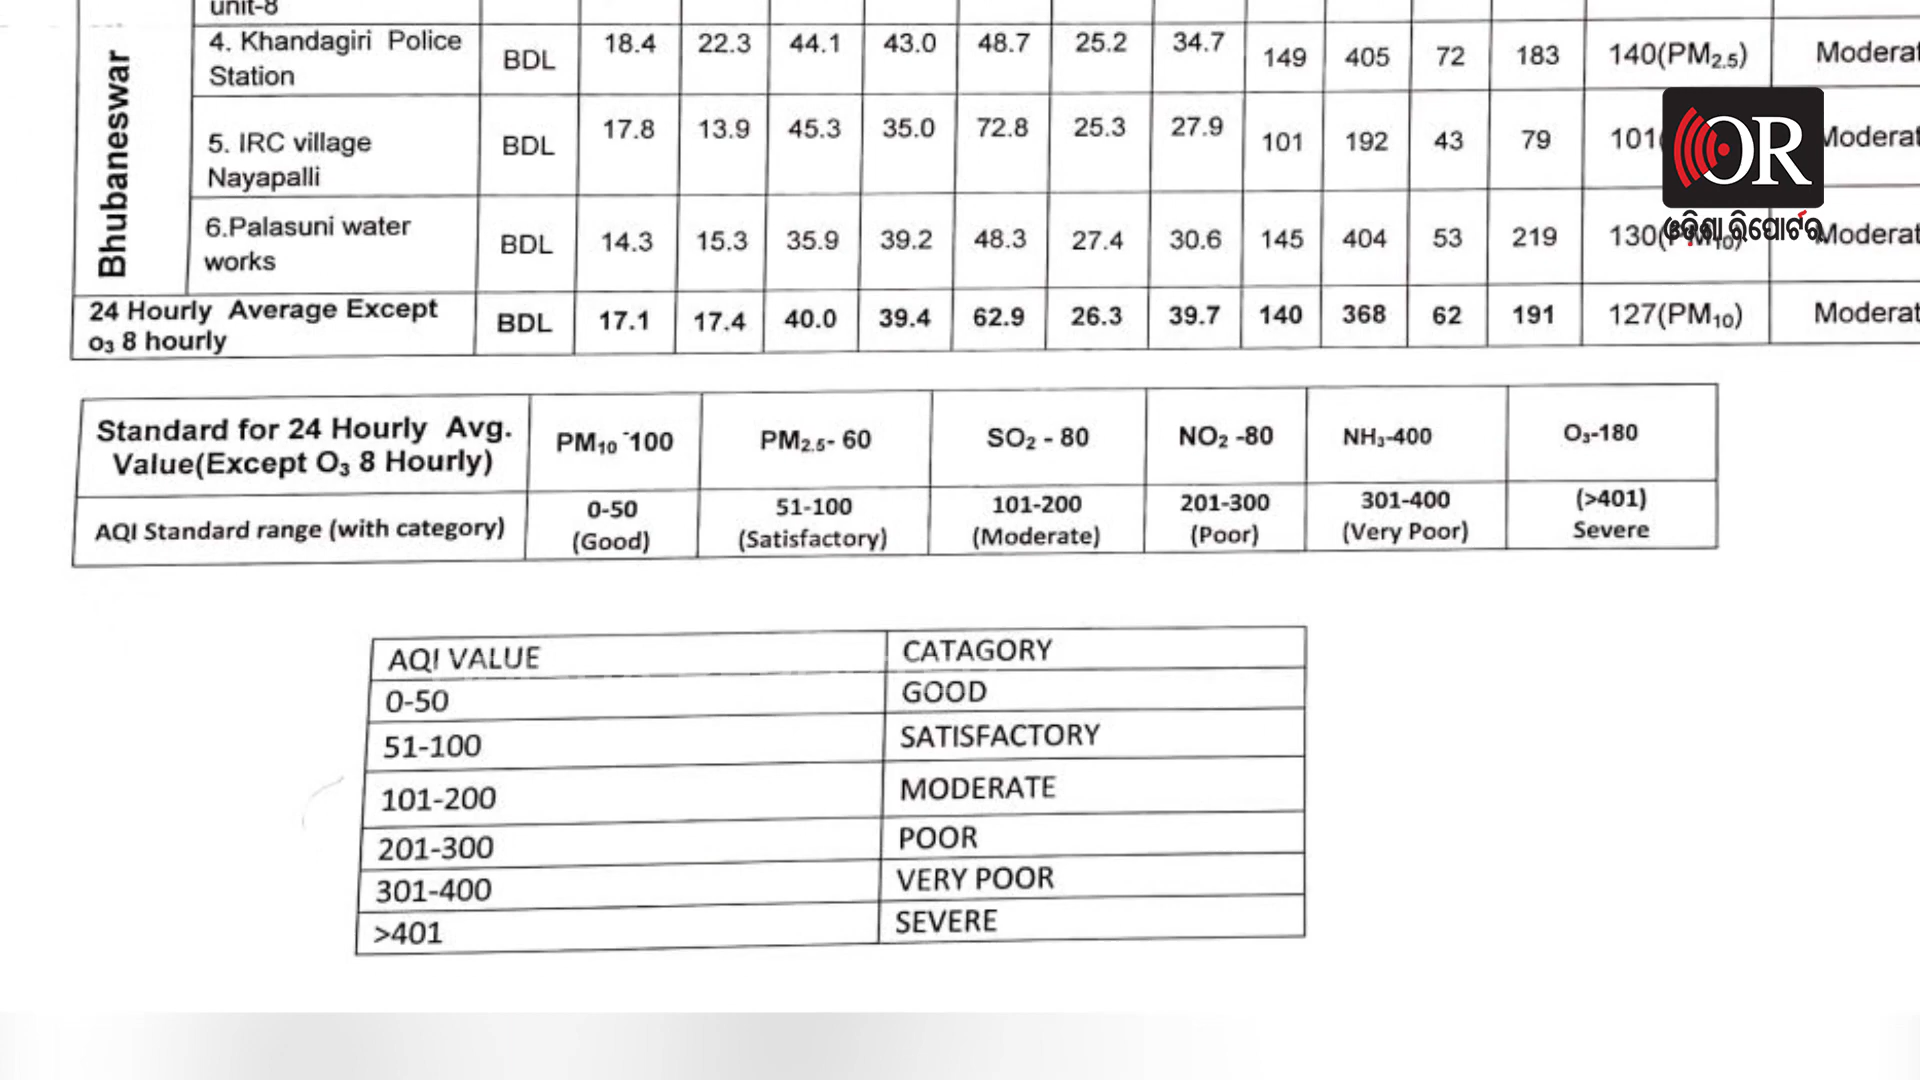 unit-8
Bhubaneswar
4. Khandagiri Police Station BDL 18.4 22.3 44.1 43.0 48.7 25.2 34.7 149 405 72 183 140(PM2.5) Moderat
5. IRC village Nayapalli BDL 17.8 13.9 45.3 35.0 72.8 25.3 27.9 101 192 43 79 101( Moderat
6.Palasuni water works BDL 14.3 15.3 35.9 39.2 48.3 27.4 30.6 145 404 53 219 130(PM10) Moderat
24 Hourly Average Except o3 8 hourly BDL 17.1 17.4 40.0 39.4 62.9 26.3 39.7 140 368 62 191 127(PM10) Moderat
OR
ଓଡ଼ିଶା ରିପୋର୍ଟର
Standard for 24 Hourly Avg. Value(Except O3 8 Hourly) PM10 -100 PM2.5- 60 SO2 - 80 NO2 -80 NH3-400 O3-180
AQI Standard range (with category) 0-50 (Good) 51-100 (Satisfactory) 101-200 (Moderate) 201-300 (Poor) 301-400 (Very Poor) (>401) Severe
AQI VALUE CATAGORY
0-50 GOOD
51-100 SATISFACTORY
101-200 MODERATE
201-300 POOR
301-400 VERY POOR
>401 SEVERE